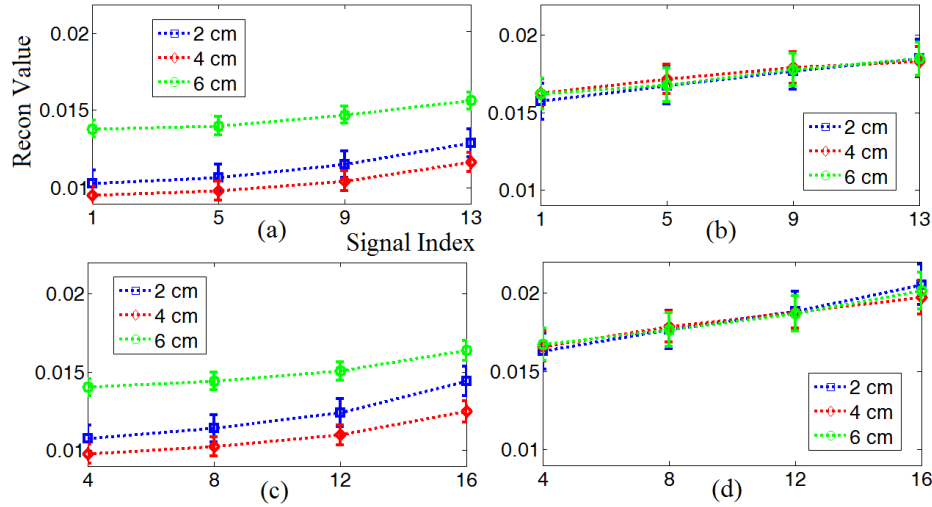 0.02
0.015
0.01
Recon Value
2 cm
4 cm
6 cm
1 5 9 13
(a)
Signal Index
0.02
0.015
0.01
2 cm
4 cm
6 cm
1 5 9 13
(b)
0.02
0.015
0.01
2 cm
4 cm
6 cm
4 8 12 16
(c)
0.02
0.015
0.01
2 cm
4 cm
6 cm
4 8 12 16
(d)